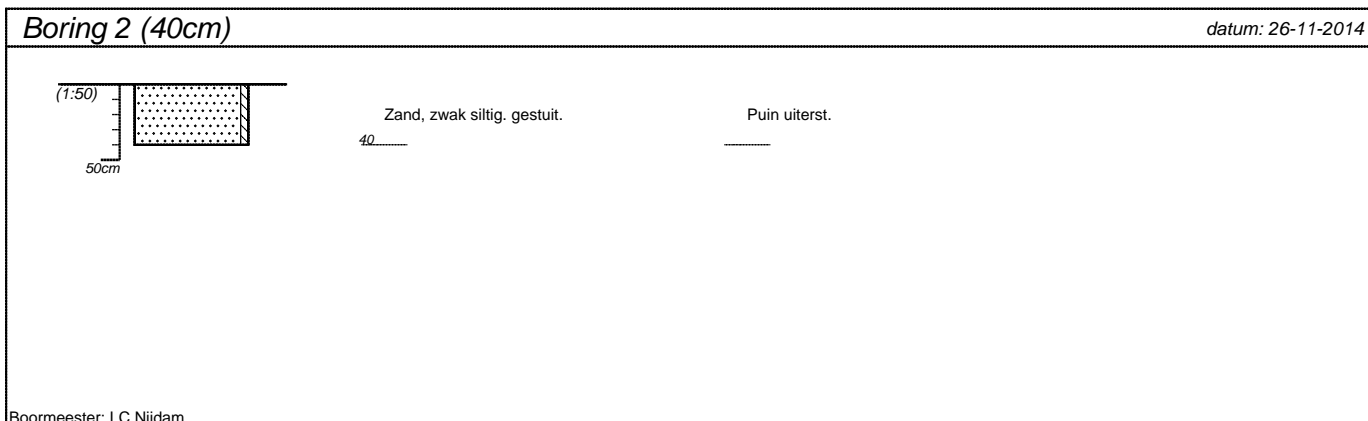 Boring 2 (40cm)
datum: 26-11-2014
(1:50)
Zand, zwak siltig. gestuit.
Puin uiterst.
40
50cm
Boormeester: LC Nijdam